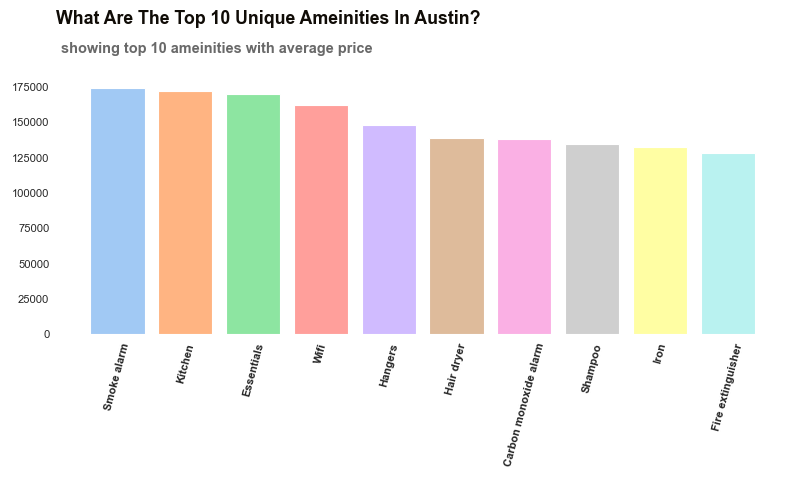 What Are The Top 10 Unique Ameinities In Austin?
showing top 10 ameinities with average price
175000
150000
125000
100000
75000
50000
25000
0
Smoke alarm
Kitchen
Essentials
Wifi
Hangers
Hair dryer
Carbon monoxide alarm
Shampoo
Iron
Fire extinguisher